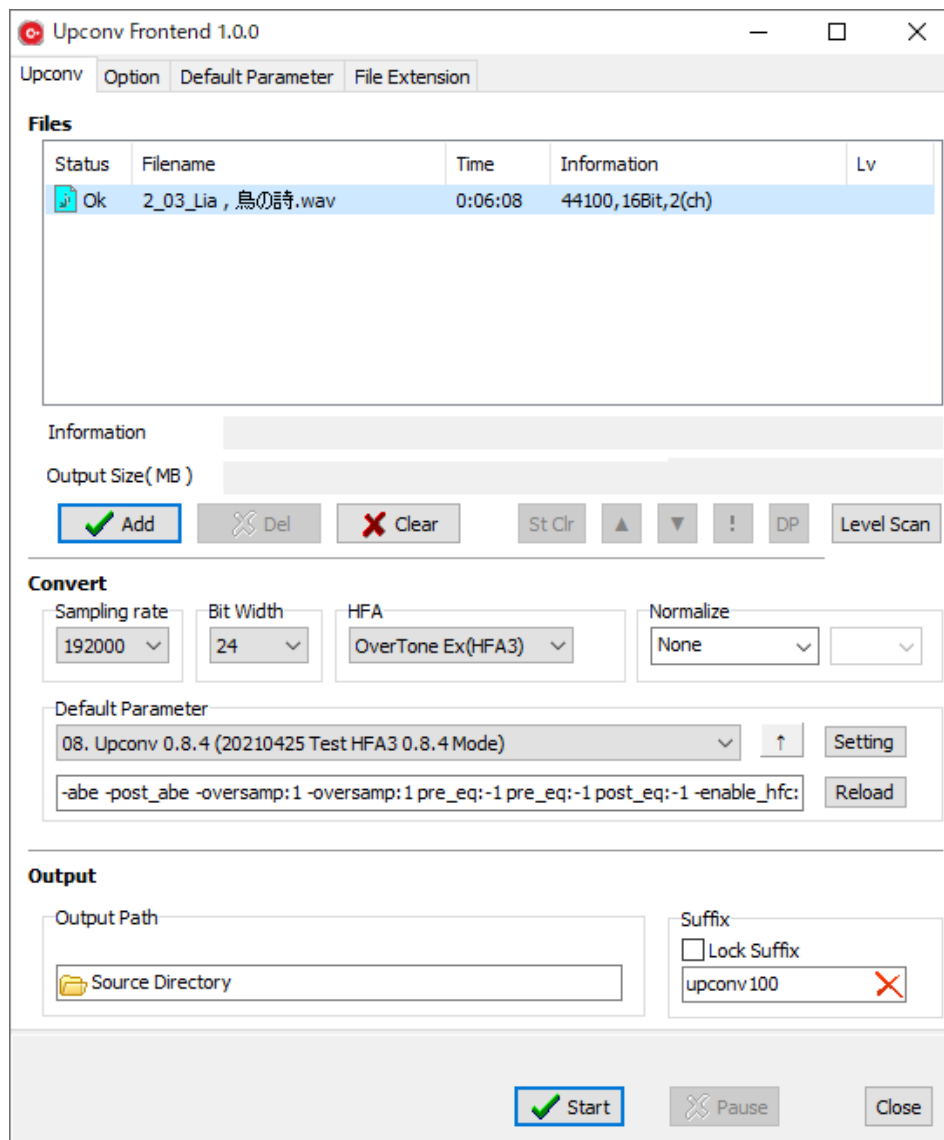 Upconv Frontend 1.0.0
Upconv Option Default Parameter File Extension
Files
Status Filename Time Information Lv
Ok 2_03_Lia , 鳥の詩.wav 0:06:08 44100,16Bit,2(ch)
Information
Output Size( MB )
Add Del Clear St Clr ▲ ▼ ! DP Level Scan
Convert
Sampling rate Bit Width HFA Normalize
192000 24 OverTone Ex(HFA3) None
Default Parameter
08. Upconv 0.8.4 (20210425 Test HFA3 0.8.4 Mode) ↑ Setting
-abe -post_abe -oversamp:1 -oversamp:1 pre_eq:-1 pre_eq:-1 post_eq:-1 -enable_hfc: Reload
Output
Output Path Suffix
Lock Suffix
Source Directory upconv100
Start Pause Close